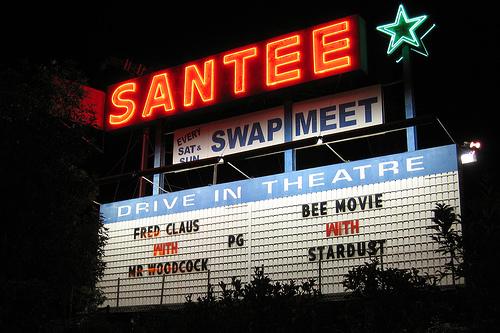 SANTEE
EVERY
SAT &
SUN
SWAP MEET
DRIVE IN THEATRE
FRED CLAUS
WITH
MR WOODCOCK
PG
BEE MOVIE
WITH
STARDUST